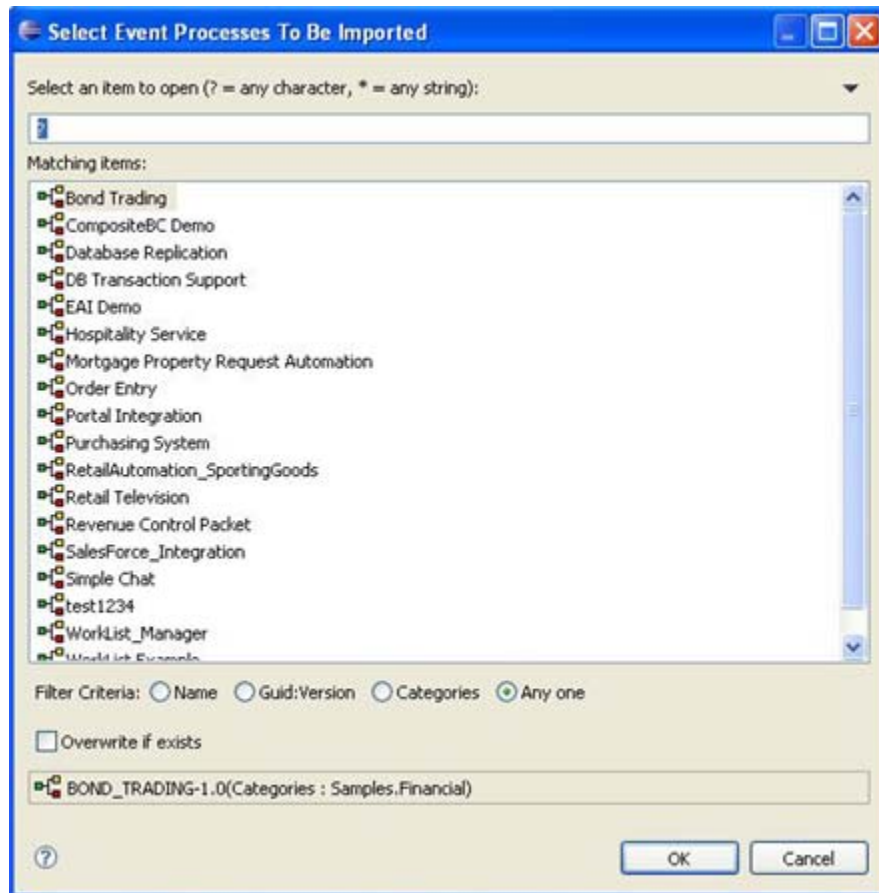 Select Event Processes To Be Imported
Select an item to open (? = any character, * = any string):
?
Matching items:
Bond Trading
CompositeBC Demo
Database Replication
DB Transaction Support
EAI Demo
Hospitality Service
Mortgage Property Request Automation
Order Entry
Portal Integration
Purchasing System
RetailAutomation_SportingGoods
Retail Television
Revenue Control Packet
SalesForce_Integration
Simple Chat
test1234
WorkList_Manager
WorkList Example
Filter Criteria: Name Guid:Version Categories Any one
Overwrite if exists
BOND_TRADING-1.0(Categories : Samples.Financial)
? OK Cancel